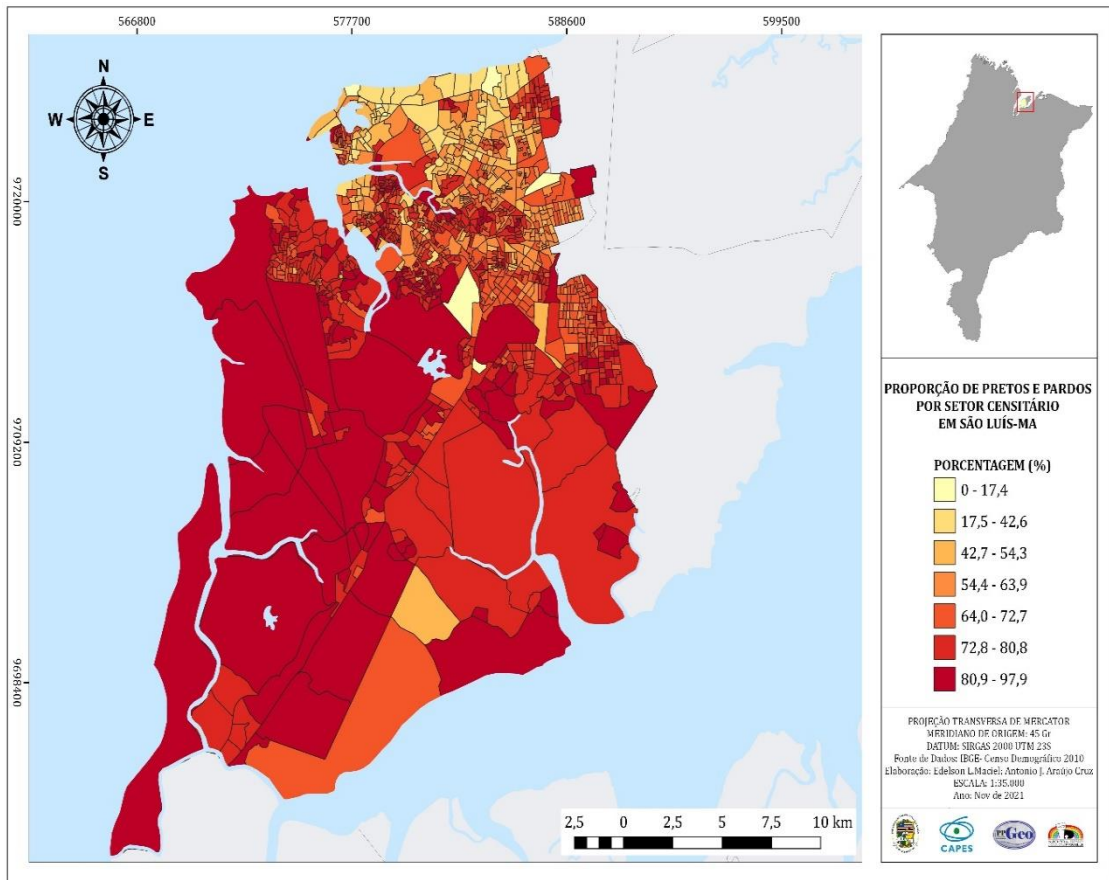 566800
577700
588600
599500
N
W
E
S
9720000
9709200
9698400
2,5
0
2,5
5
7,5
10 km
PROPORÇÃO DE PRETOS E PARDOS
POR SETOR CENSITÁRIO
EM SÃO LUÍS-MA
PORCENTAGEM (%)
0 - 17,4
17,5 - 42,6
42,7 - 54,3
54,4 - 63,9
64,0 - 72,7
72,8 - 80,8
80,9 - 97,9
PROJEÇÃO TRANSVERSA DE MERCATOR
MERIDIANO DE ORIGEM: 45 Gr
DATUM: SIRGAS 2000 UTM 23S
Fonte de Dados: IBGE- Censo Demográfico 2010
Elaboração: Edelson L.Maciel; Antonio J. Araújo Cruz
ESCALA: 1:35.000
Ano: Nov de 2021
CAPES
PPGeo